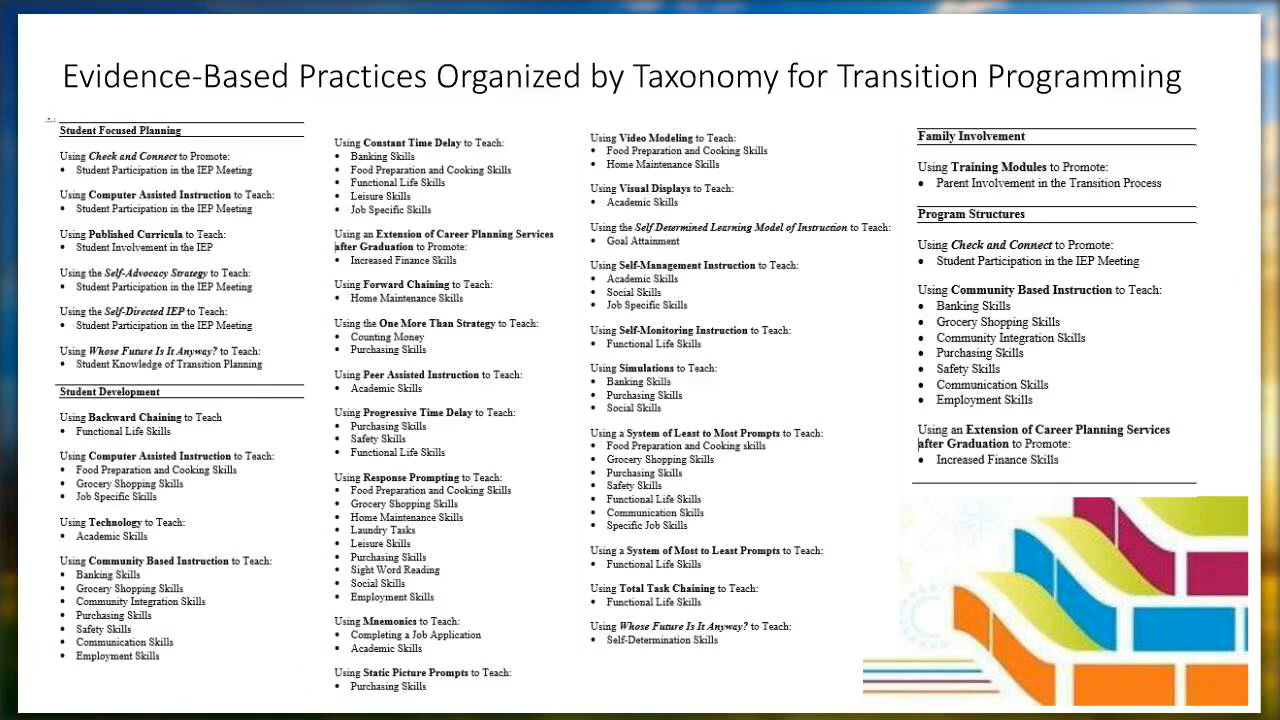 Evidence-Based Practices Organized by Taxonomy for Transition Programming
Student Focused Planning
Using Check and Connect to Promote:
• Student Participation in the IEP Meeting
Using Computer Assisted Instruction to Teach:
• Student Participation in the IEP Meeting
Using Published Curricula to Teach:
• Student Involvement in the IEP
Using the Self-Advocacy Strategy to Teach:
• Student Participation in the IEP Meeting
Using the Self-Directed IEP to Teach:
• Student Participation in the IEP Meeting
Using Whose Future Is It Anyway? to Teach:
• Student Knowledge of Transition Planning
Student Development
Using Backward Chaining to Teach
• Functional Life Skills
Using Computer Assisted Instruction to Teach:
• Food Preparation and Cooking Skills
• Grocery Shopping Skills
• Job Specific Skills
Using Technology to Teach:
• Academic Skills
Using Community Based Instruction to Teach:
• Banking Skills
• Grocery Shopping Skills
• Community Integration Skills
• Purchasing Skills
• Safety Skills
• Communication Skills
• Employment Skills
Using Constant Time Delay to Teach:
• Banking Skills
• Food Preparation and Cooking Skills
• Functional Life Skills
• Leisure Skills
• Job Specific Skills
Using an Extension of Career Planning Services
after Graduation to Promote:
• Increased Finance Skills
Using Forward Chaining to Teach:
• Home Maintenance Skills
Using the One More Than Strategy to Teach:
• Counting Money
• Purchasing Skills
Using Peer Assisted Instruction to Teach:
• Academic Skills
Using Progressive Time Delay to Teach:
• Purchasing Skills
• Safety Skills
• Functional Life Skills
Using Response Prompting to Teach:
• Food Preparation and Cooking Skills
• Grocery Shopping Skills
• Home Maintenance Skills
• Laundry Tasks
• Leisure Skills
• Purchasing Skills
• Sight Word Reading
• Social Skills
• Employment Skills
Using Mnemonics to Teach:
• Completing a Job Application
• Academic Skills
Using Static Picture Prompts to Teach:
• Purchasing Skills
Using Video Modeling to Teach:
• Food Preparation and Cooking Skills
• Home Maintenance Skills
Using Visual Displays to Teach:
• Academic Skills
Using the Self Determined Learning Model of Instruction to Teach:
• Goal Attainment
Using Self-Management Instruction to Teach:
• Academic Skills
• Social Skills
• Job Specific Skills
Using Self-Monitoring Instruction to Teach:
• Functional Life Skills
Using Simulations to Teach:
• Banking Skills
• Purchasing Skills
• Social Skills
Using a System of Least to Most Prompts to Teach:
• Food Preparation and Cooking skills
• Grocery Shopping Skills
• Purchasing Skills
• Safety Skills
• Functional Life Skills
• Communication Skills
• Specific Job Skills
Using a System of Most to Least Prompts to Teach:
• Functional Life Skills
Using Total Task Chaining to Teach:
• Functional Life Skills
Using Whose Future Is It Anyway? to Teach:
• Self-Determination Skills
Family Involvement
Using Training Modules to Promote:
• Parent Involvement in the Transition Process
Program Structures
Using Check and Connect to Promote:
• Student Participation in the IEP Meeting
Using Community Based Instruction to Teach:
• Banking Skills
• Grocery Shopping Skills
• Community Integration Skills
• Purchasing Skills
• Safety Skills
• Communication Skills
• Employment Skills
Using an Extension of Career Planning Services
after Graduation to Promote:
• Increased Finance Skills